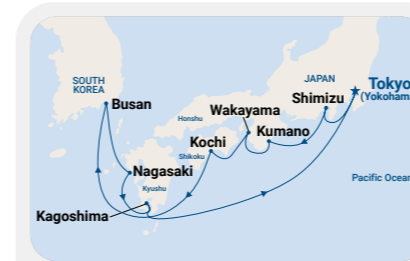 SOUTH
KOREA
JAPAN
Tokyo
(Yokohama
Busan
Honshu
Wakayama
Shimizu
Kochi
Kumano
Shikoku
Nagasaki
Kyushu
Pacific Ocean
Kagoshima